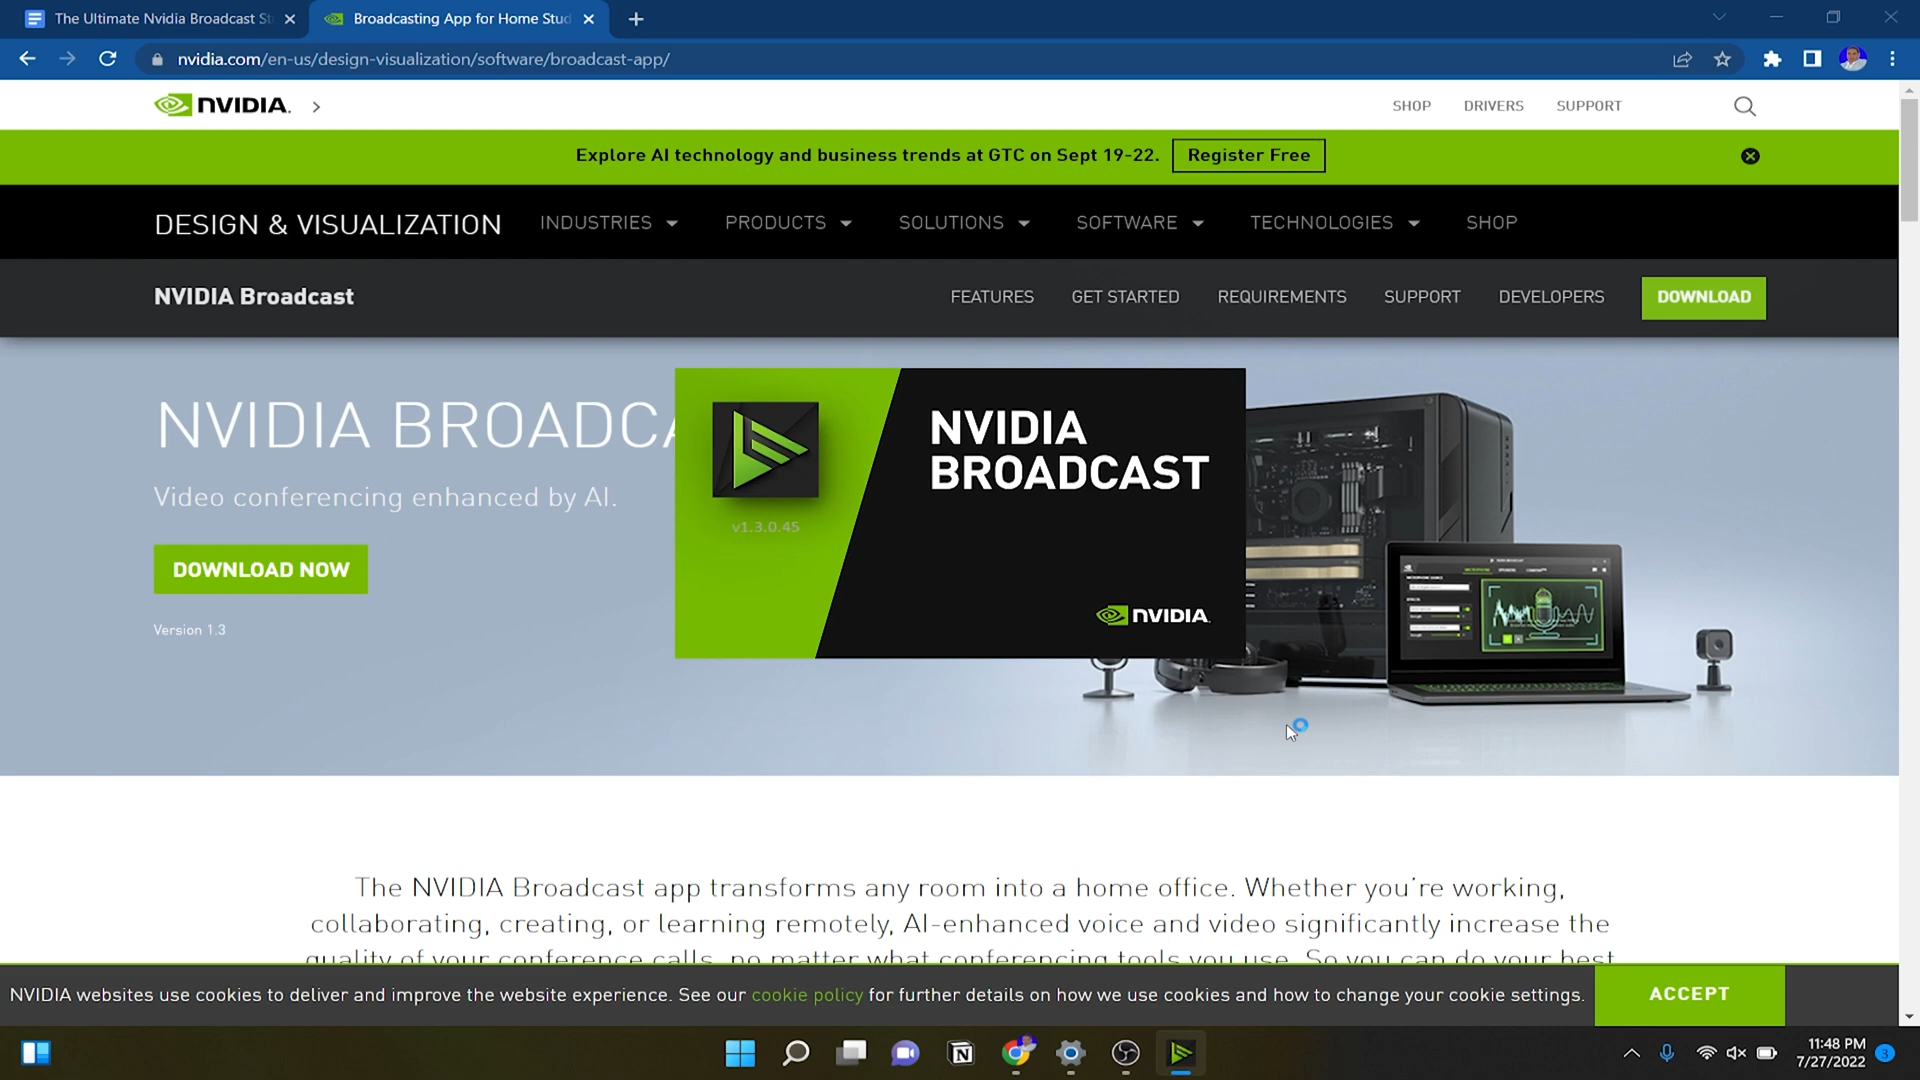 The Ultimate Nvidia Broadcast St
Broadcasting App for Home Stud
nvidia.com/en-us/design-visualization/software/broadcast-app/
NVIDIA.
SHOP DRIVERS SUPPORT
Explore AI technology and business trends at GTC on Sept 19-22. Register Free
DESIGN & VISUALIZATION INDUSTRIES PRODUCTS SOLUTIONS SOFTWARE TECHNOLOGIES SHOP
NVIDIA Broadcast FEATURES GET STARTED REQUIREMENTS SUPPORT DEVELOPERS DOWNLOAD
NVIDIA BROADCA
Video conferencing enhanced by AI.
DOWNLOAD NOW
Version 1.3
NVIDIA
BROADCAST
v1.3.0.45
NVIDIA.
The NVIDIA Broadcast app transforms any room into a home office. Whether you're working,
collaborating, creating, or learning remotely, AI-enhanced voice and video significantly increase the
quality of your conference calls, no matter what conferencing tools you use. So you can do your best
NVIDIA websites use cookies to deliver and improve the website experience. See our cookie policy for further details on how we use cookies and how to change your cookie settings. ACCEPT
11:48 PM
7/27/2022
3